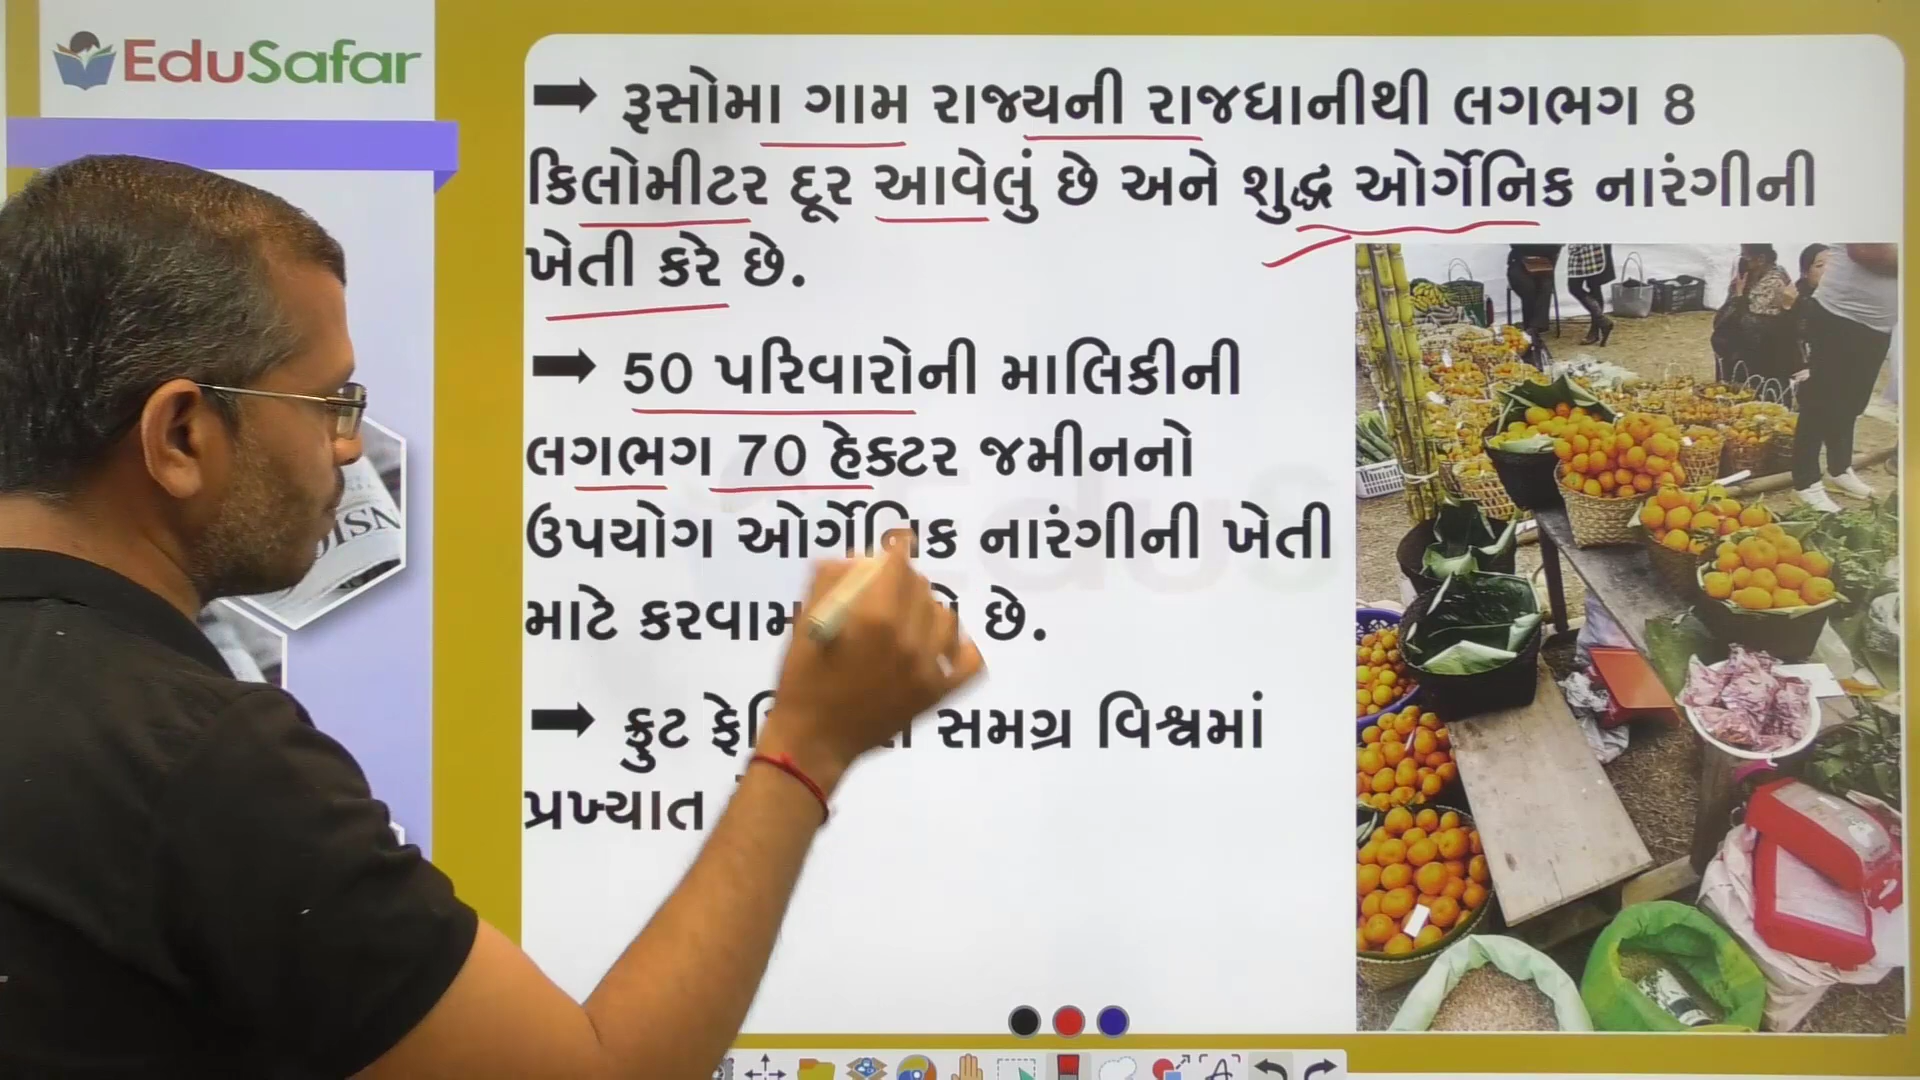 EduSafar
➡ રૂસોમા ગામ રાજ્યની રાજધાનીથી લગભગ 8
કિલોમીટર દૂર આવેલું છે અને શુદ્ધ ઓર્ગેનિક નારંગીની
ખેતી કરે છે.
➡ 50 પરિવારોની માલિકીની
લગભગ 70 હેક્ટર જમીનનો
ઉપયોગ ઓર્ગેનિક નારંગીની ખેતી
માટે છે.
➡ ફ્રુટ સમગ્ર વિશ્વમાં
પ્રખ્યાત